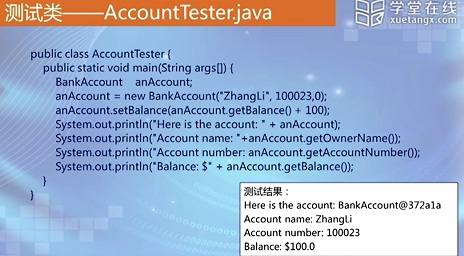 测试类——AccountTester.java
学堂在线
xuetangx.com
public class AccountTester {
public static void main(String args[]) {
BankAccount anAccount;
anAccount = new BankAccount("ZhangLi", 100023,0);
anAccount.setBalance(anAccount.getBalance() + 100);
System.out.println("Here is the account: " + anAccount);
System.out.println("Account name: "+anAccount.getOwnerName());
System.out.println("Account number: anAccount.getAccountNumber());
System.out.println("Balance: $" + anAccount.getBalance());
}
}
测试结果：
Here is the account: BankAccount@372a1a
Account name: ZhangLi
Account number: 100023
Balance: $100.0